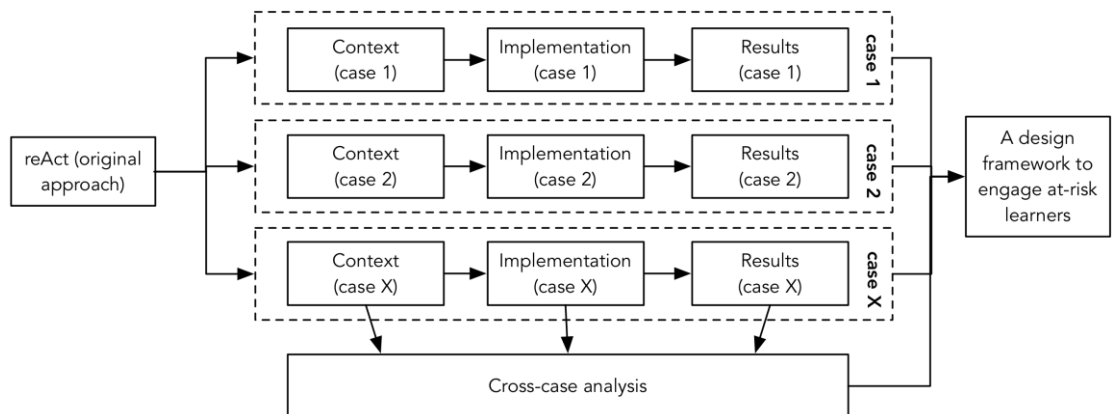 Context
(case 1)
Implementation
(case 1)
Results
(case 1)
case 1
reAct (original
approach)
Context
(case 2)
Implementation
(case 2)
Results
(case 2)
case 2
A design
framework to
engage at-risk
learners
Context
(case X)
Implementation
(case X)
Results
(case X)
case X
Cross-case analysis